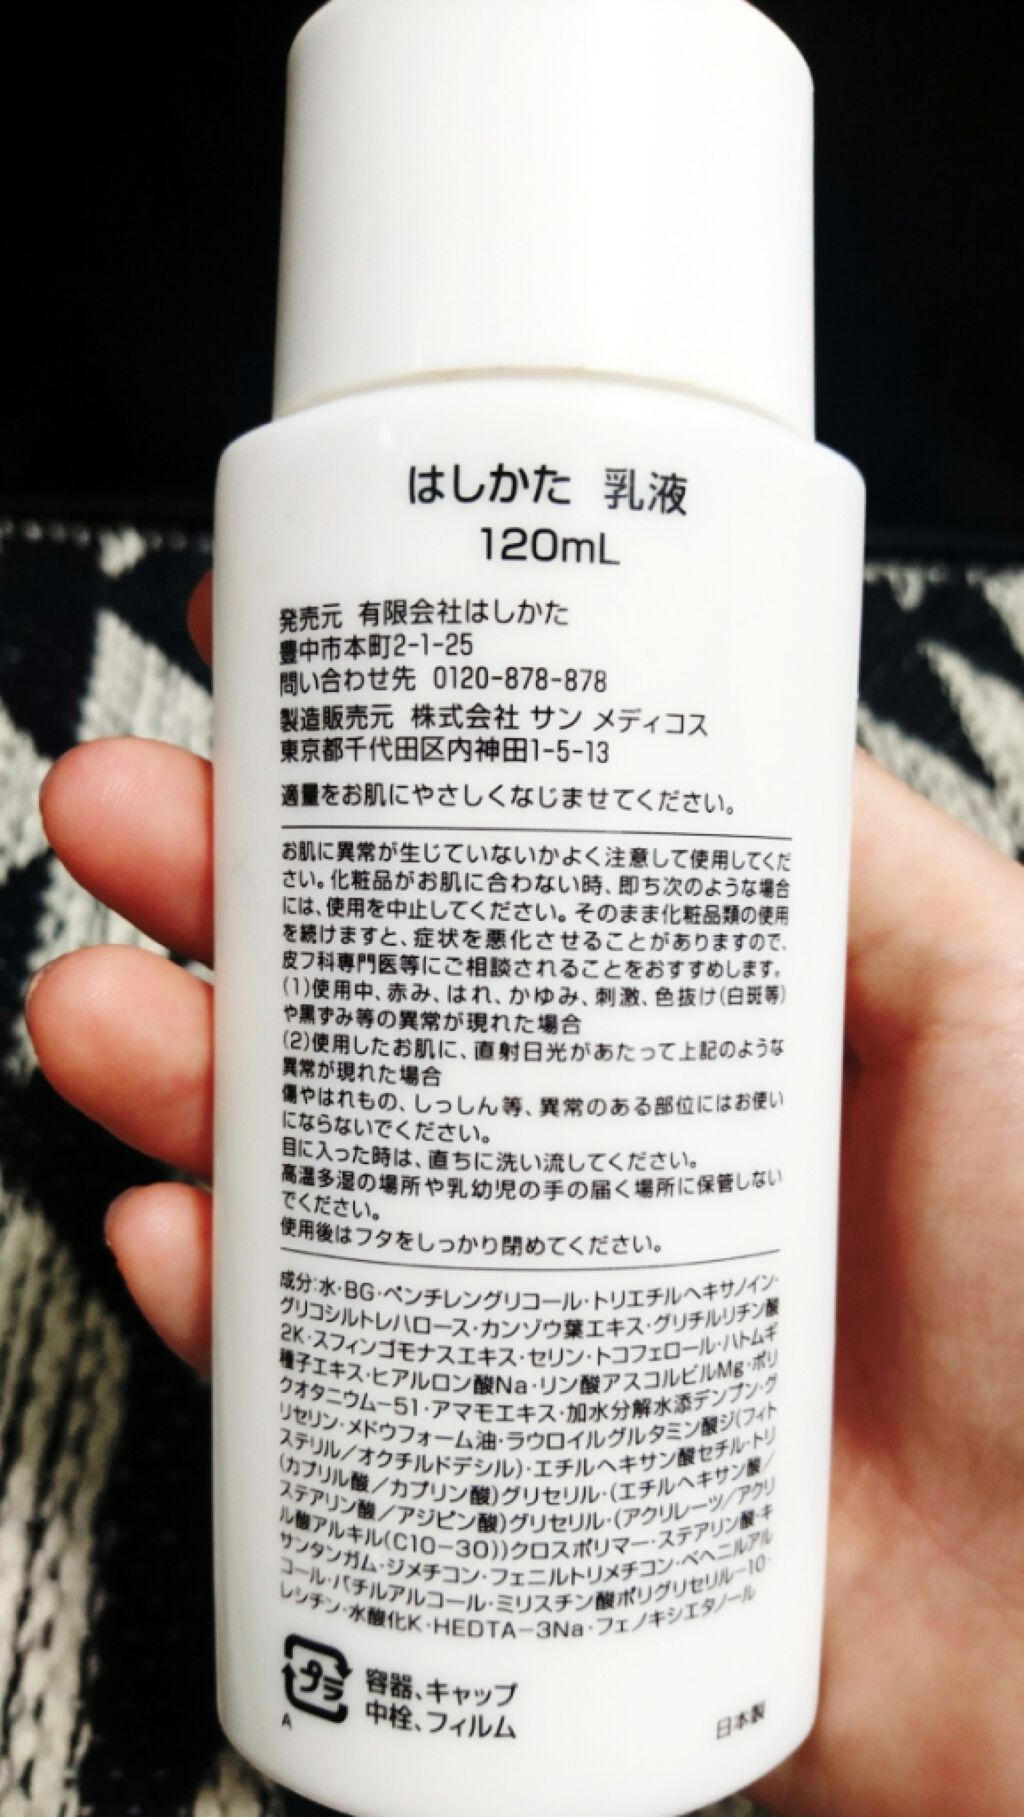 はしかた 乳液
120mL
発売元 有限会社はしかた
豊中市本町2-1-25
問い合わせ先 0120-878-878
製造販売元 株式会社 サン メディコス
東京都千代田区内神田1-5-13
適量をお肌にやさしくなじませてください。
お肌に異常が生じていないかよく注意して使用してくだ
さい。化粧品がお肌に合わない時、即ち次のような場合
には、使用を中止してください。そのまま化粧品類の使用
を続けますと、症状を悪化させることがありますので、
皮フ科専門医等にご相談されることをおすすめします。
(1)使用中、赤み、はれ、かゆみ、刺激、色抜け(白斑等)
や黒ずみ等の異常が現れた場合
(2)使用したお肌に、直射日光があたって上記のような
異常が現れた場合
傷やはれもの、しっしん等、異常のある部位にはお使い
にならないでください。
目に入った時は、直ちに洗い流してください。
高温多湿の場所や乳幼児の手の届く場所に保管しない
でください。
使用後はフタをしっかり閉めてください。
成分:水・BG・ペンチレングリコール・トリエチルヘキサノイン・
グリコシルトレハロース・カンゾウ葉エキス・グリチルリチン酸
2K・スフィンゴモナスエキス・セリン・トコフェロール・ハトムギ
種子エキス・ヒアルロン酸Na・リン酸アスコルビルMg・ポリ
クオタニウム-51・アマモエキス・加水分解水添デンプン・グ
リセリン・メドウフォーム油・ラウロイルグルタミン酸ジ(フィト
ステリル/オクチルドデシル)・エチルヘキサン酸セチル・トリ
(カプリル酸/カプリン酸)グリセリル・(エチルヘキサン酸/
ステアリン酸/アジピン酸)グリセリル・(アクリレーツ/アクリ
ル酸アルキル(C10-30))クロスポリマー・ステアリン酸・キ
サンタンガム・ジメチコン・フェニルトリメチコン・ベヘニルアル
コール・バチルアルコール・ミリスチン酸ポリグリセリル-10・
レシチン・水酸化K・HEDTA-3Na・フェノキシエタノール
プラ
容器、キャップ
中栓、フィルム
A
日本製